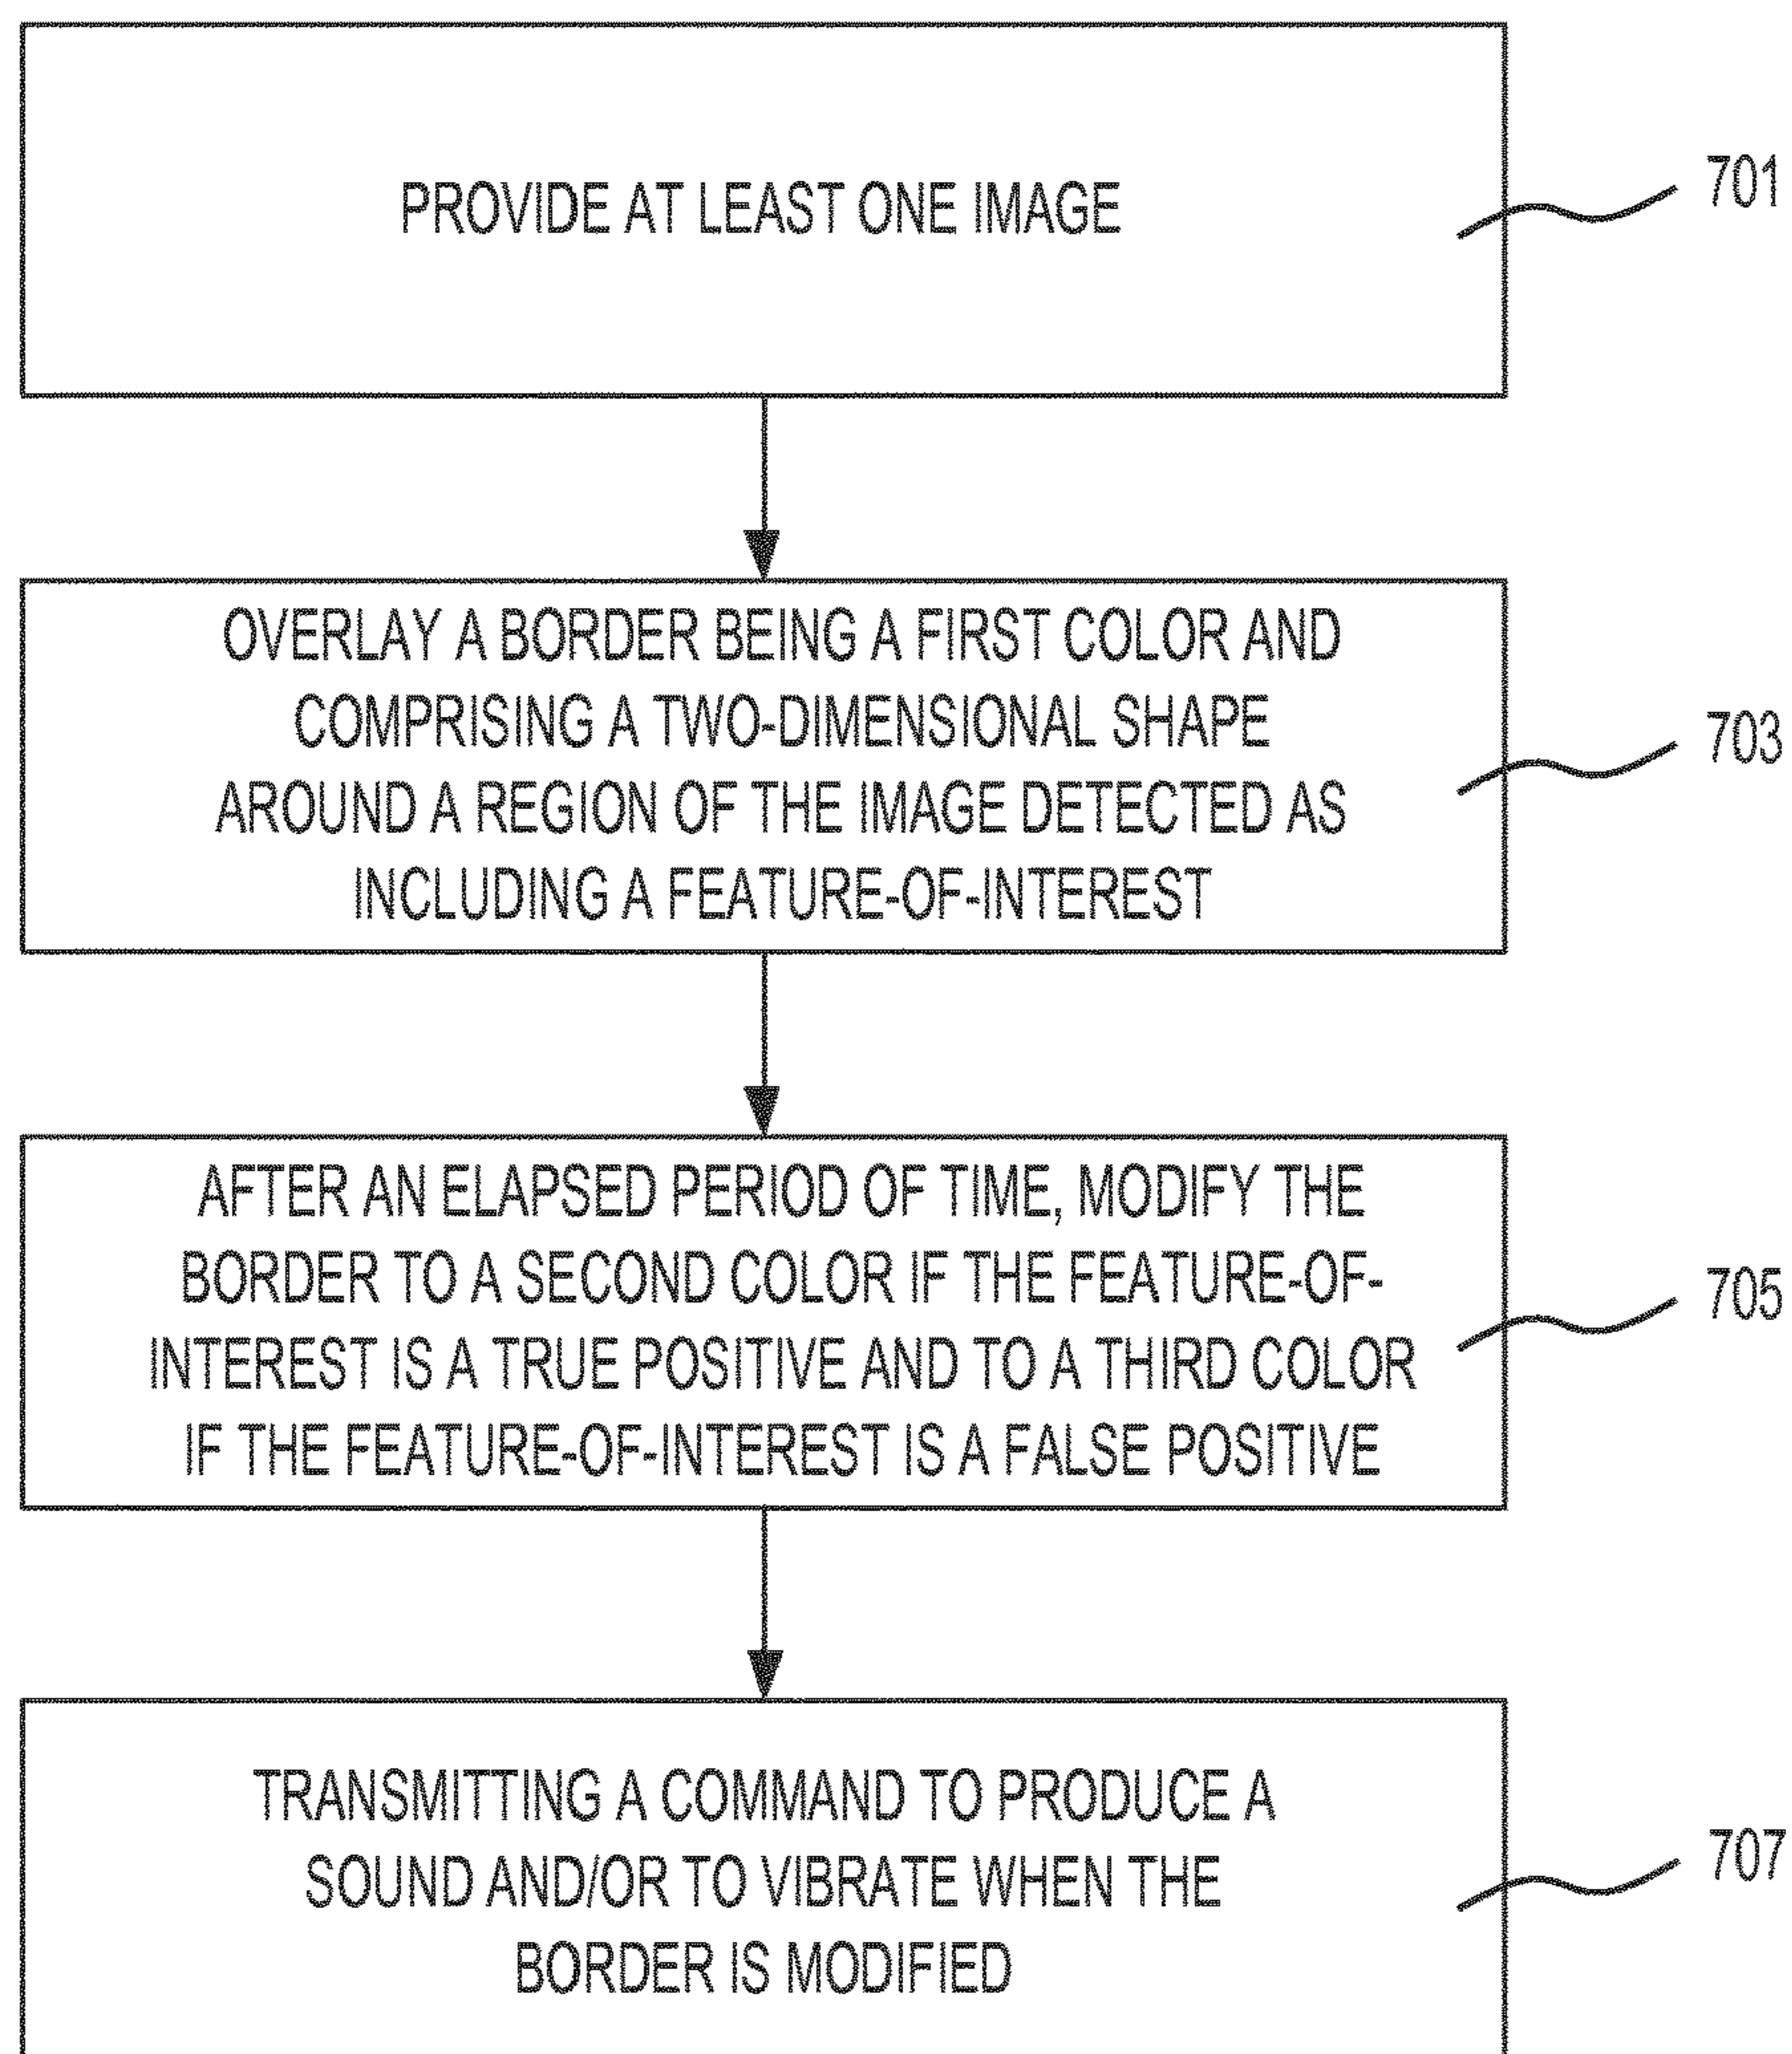 PROVIDE AT LEAST ONE IMAGE
701
OVERLAY A BORDER BEING A FIRST COLOR AND
COMPRISING A TWO-DIMENSIONAL SHAPE
AROUND A REGION OF THE IMAGE DETECTED AS
INCLUDING A FEATURE-OF-INTEREST
703
AFTER AN ELAPSED PERIOD OF TIME, MODIFY THE
BORDER TO A SECOND COLOR IF THE FEATURE-OF-
INTEREST IS A TRUE POSITIVE AND TO A THIRD COLOR
IF THE FEATURE-OF-INTEREST IS A FALSE POSITIVE
705
TRANSMITTING A COMMAND TO PRODUCE A
SOUND AND/OR TO VIBRATE WHEN THE
BORDER IS MODIFIED
707